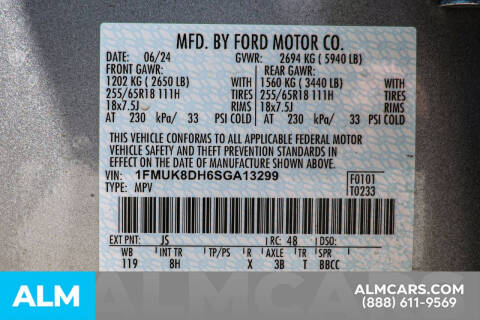 MFD. BY FORD MOTOR CO.
DATE: 06/24 GVWR: 2694 KG ( 5940 LB)
FRONT GAWR: REAR GAWR:
1202 KG ( 2650 LB) WITH 1560 KG ( 3440 LB) WITH
255/65R18 111H TIRES 255/65R18 111H TIRES
18x7.5J RIMS 18x7.5J RIMS
AT 230 kPa/ 33 PSI COLD AT 230 kPa/ 33 PSI COLD
THIS VEHICLE CONFORMS TO ALL APPLICABLE FEDERAL MOTOR
VEHICLE SAFETY AND THEFT PREVENTION STANDARDS IN
EFFECT ON THE DATE OF MANUFACTURE SHOWN ABOVE.
VIN: 1FMUK8DH6SGA13299 F0101
TYPE: MPV T0233
EXT PNT: JS RC: 48 DSO:
WB INT TR TP/PS R AXLE TR SPR
119 8H X 3B T BBCC
ALM
ALMCARS.COM
ALMCARS.COM
(888) 611-9569